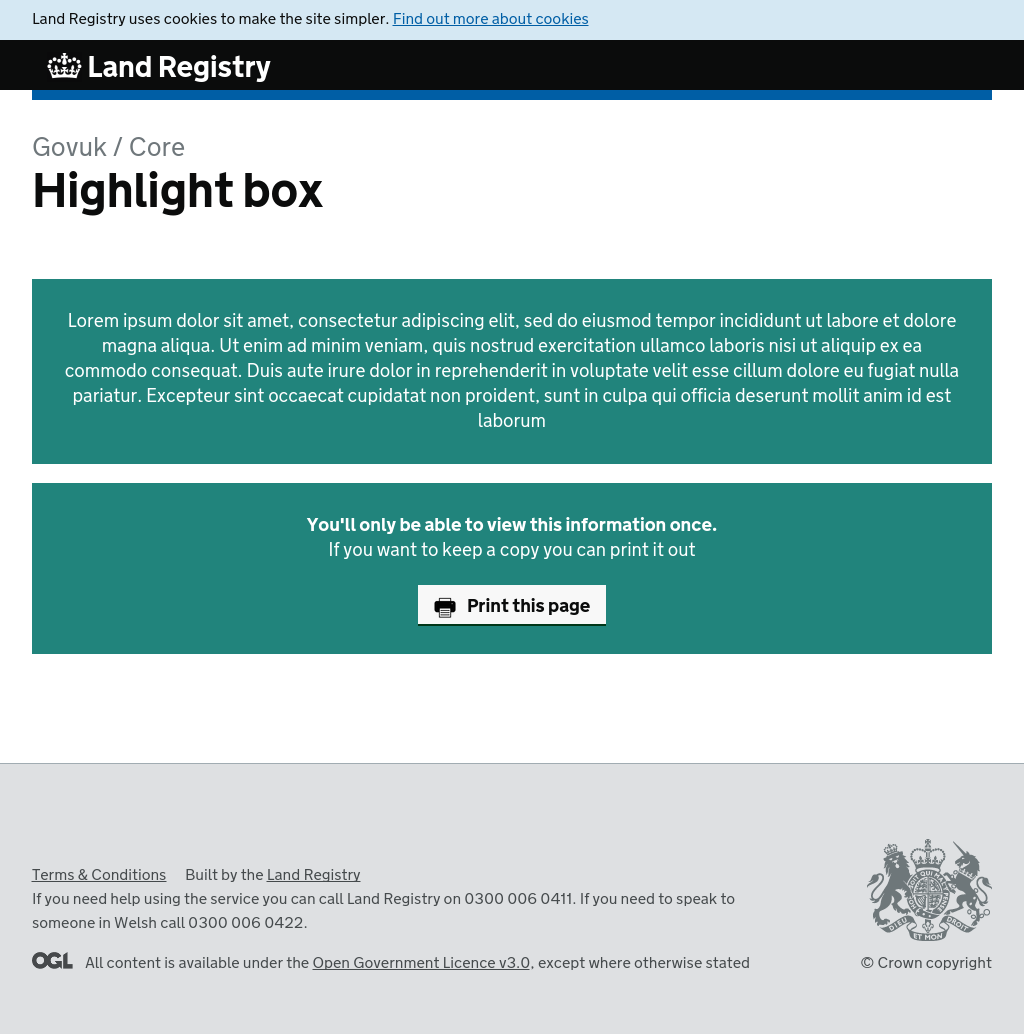 Land Registry uses cookies to make the site simpler. Find out more about cookies
Land Registry
Govuk / Core
Highlight box
Lorem ipsum dolor sit amet, consectetur adipiscing elit, sed do eiusmod tempor incididunt ut labore et dolore
magna aliqua. Ut enim ad minim veniam, quis nostrud exercitation ullamco laboris nisi ut aliquip ex ea
commodo consequat. Duis aute irure dolor in reprehenderit in voluptate velit esse cillum dolore eu fugiat nulla
pariatur. Excepteur sint occaecat cupidatat non proident, sunt in culpa qui officia deserunt mollit anim id est
laborum
You'll only be able to view this information once.
If you want to keep a copy you can print it out
Print this page
Terms & Conditions Built by the Land Registry
If you need help using the service you can call Land Registry on 0300 006 0411. If you need to speak to
someone in Welsh call 0300 006 0422.
DIEU ET MON DROIT
OGL All content is available under the Open Government Licence v3.0, except where otherwise stated
© Crown copyright